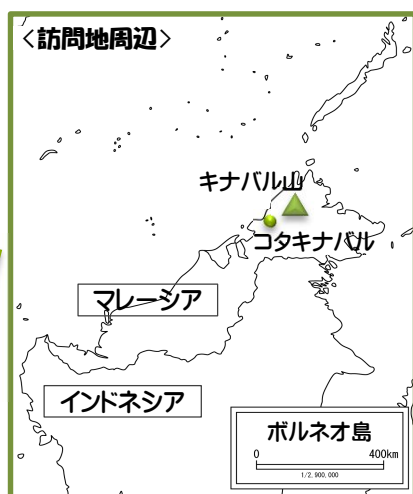 <訪問地周辺>
キナバル山
コタキナバル
マレーシア
インドネシア
ボルネオ島
0 400km
1/2,900,000